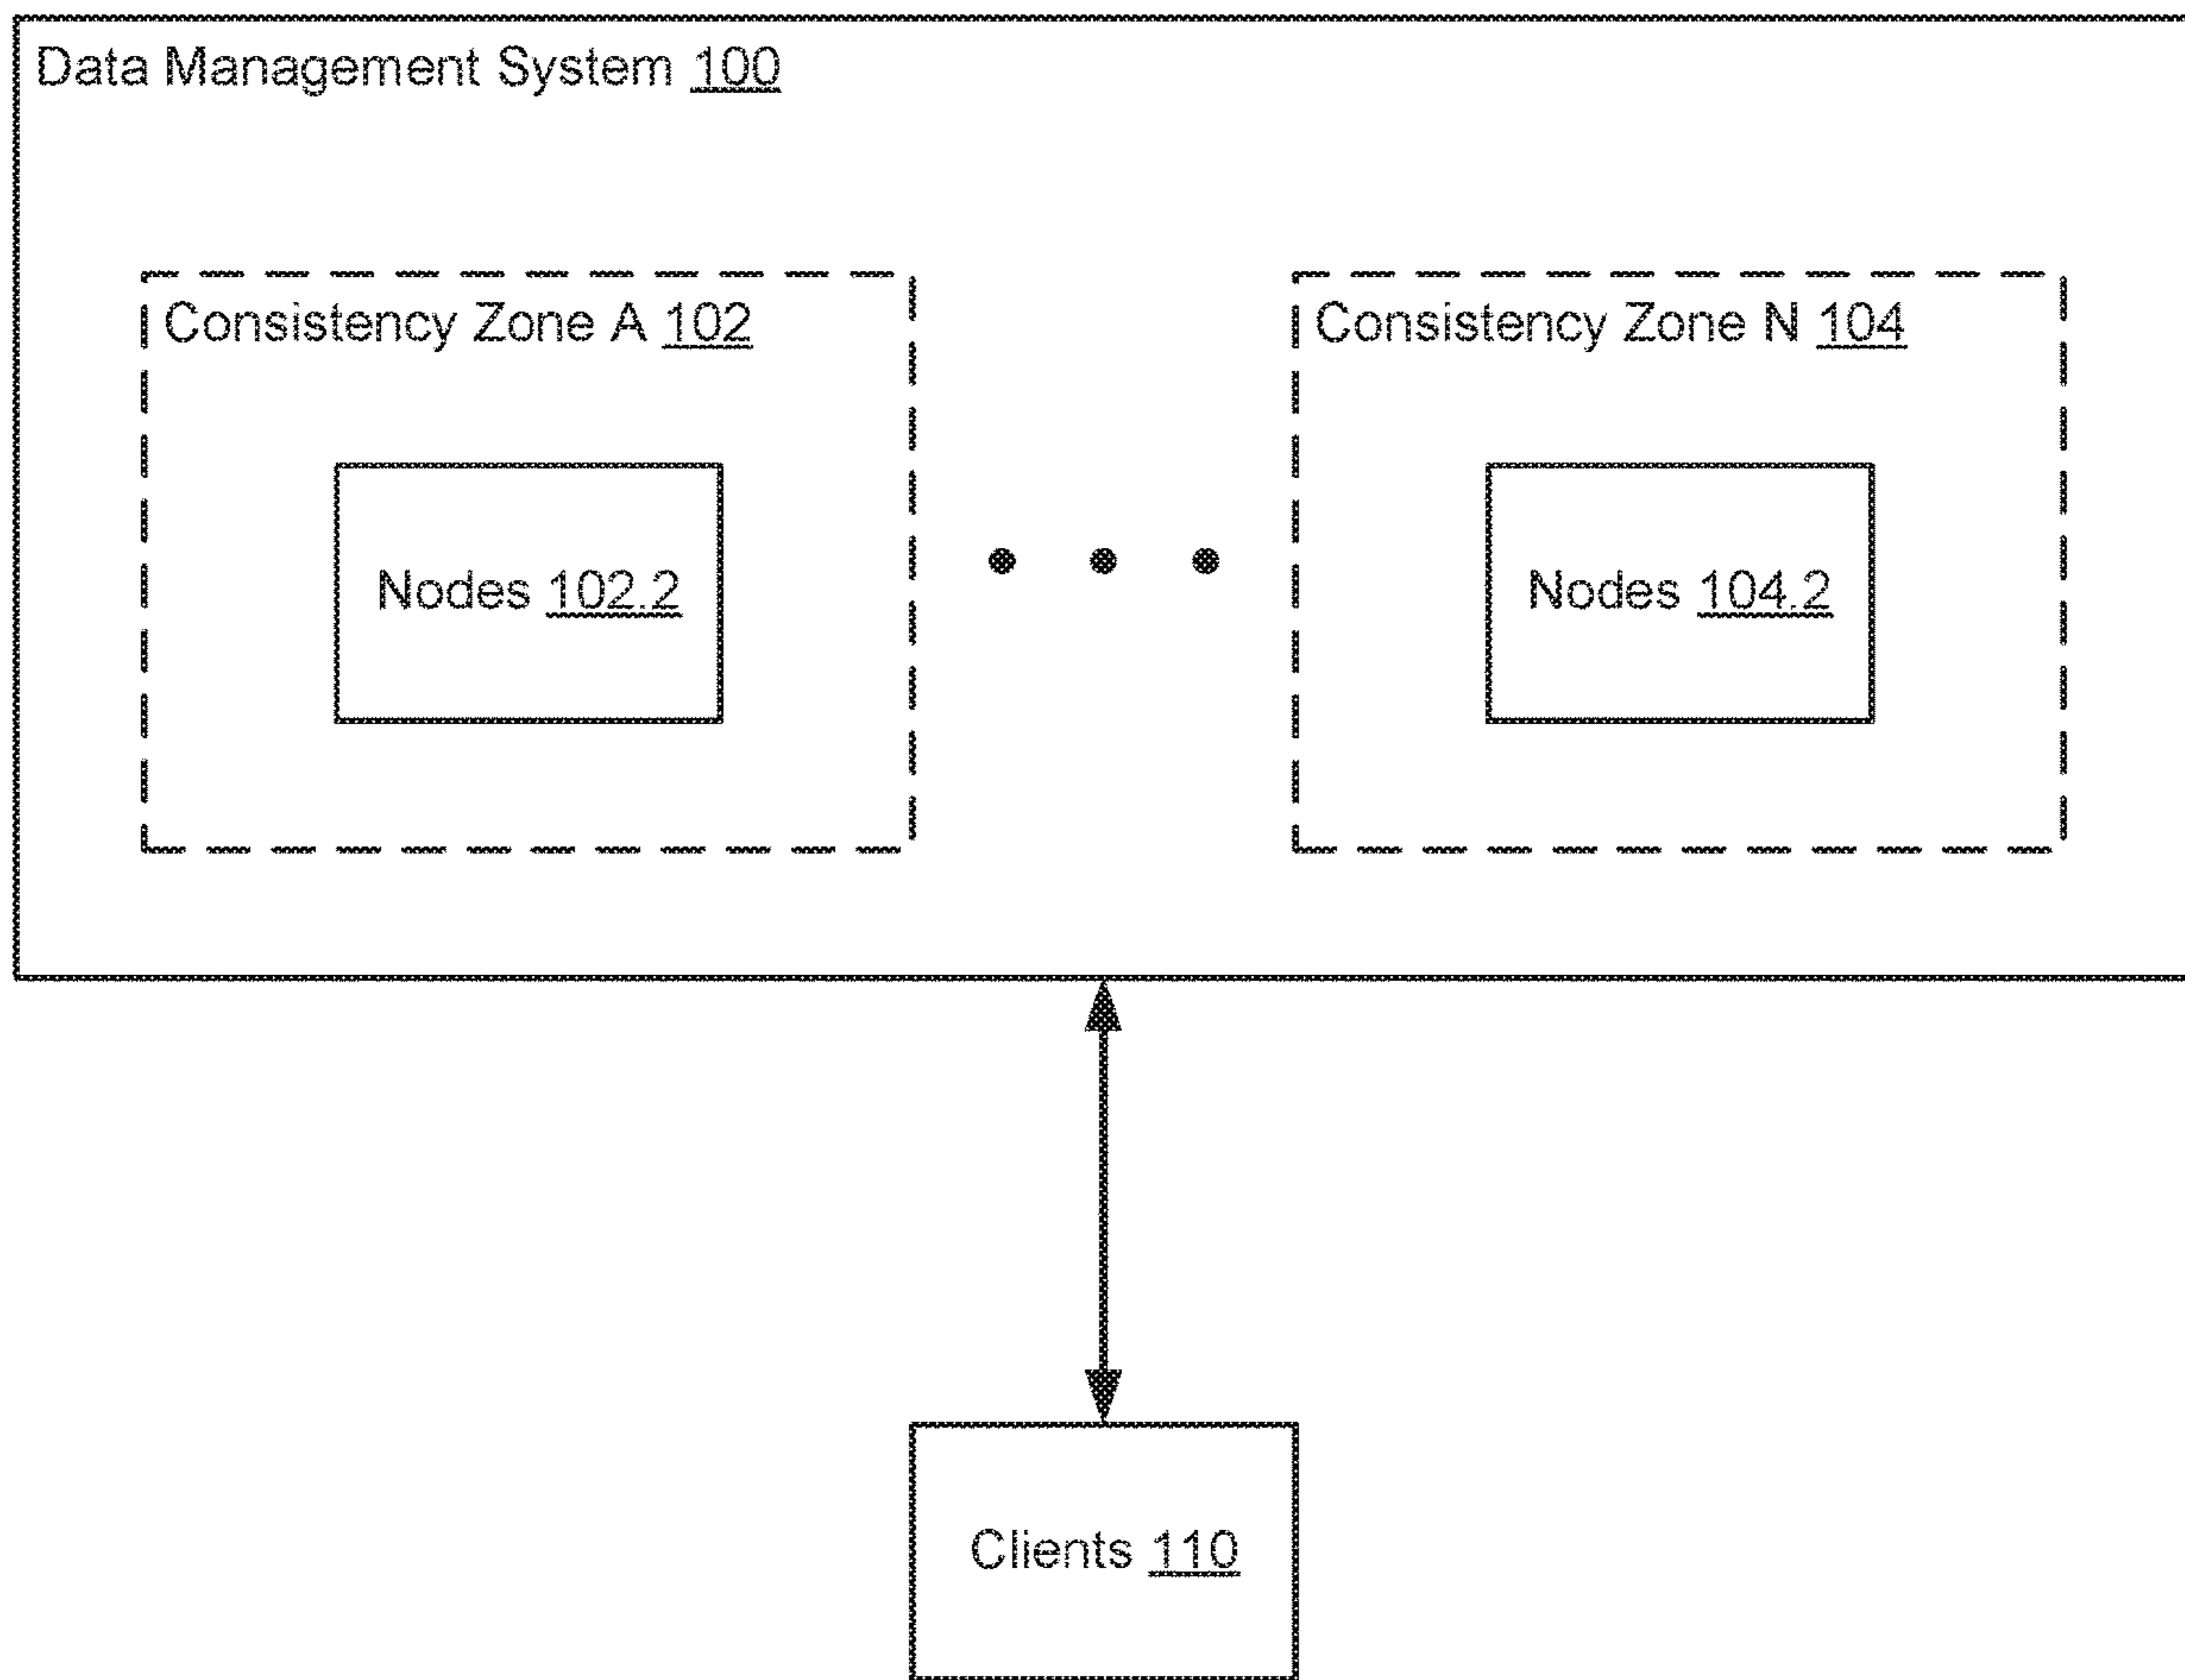 Data Management System 100
Consistency Zone A 102
Consistency Zone N 104
Nodes 102.2
Nodes 104.2
Clients 110